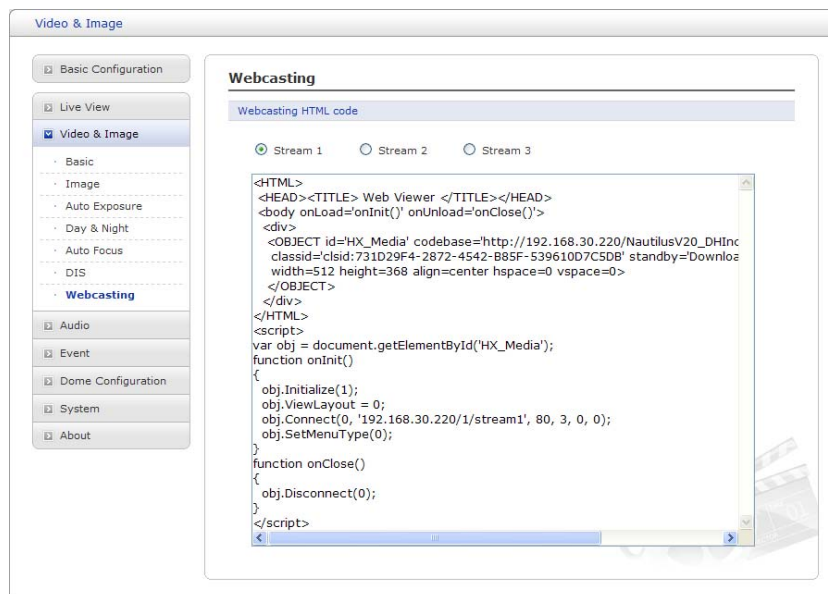 Video & Image
Basic Configuration
Live View
Video & Image
Basic
Image
Auto Exposure
Day & Night
Auto Focus
DIS
Webcasting
Audio
Event
Dome Configuration
System
About
Webcasting
Webcasting HTML code
Stream 1 Stream 2 Stream 3
<HTML>
<HEAD><TITLE> Web Viewer </TITLE></HEAD>
<body onLoad='onInit()' onUnload='onClose()'>
<div>
<OBJECT id='HX_Media' codebase='http://192.168.30.220/NautilusV20_DHInc
classid='clsid:731D29F4-2872-4542-B85F-539610D7C5DB' standby='Downloa
width=512 height=368 align=center hspace=0 vspace=0>
</OBJECT>
</div>
</HTML>
<script>
var obj = document.getElementById('HX_Media');
function onInit()
{
obj.Initialize(1);
obj.ViewLayout = 0;
obj.Connect(0, '192.168.30.220/1/stream1', 80, 3, 0, 0);
obj.SetMenuType(0);
}
function onClose()
{
obj.Disconnect(0);
}
</script>